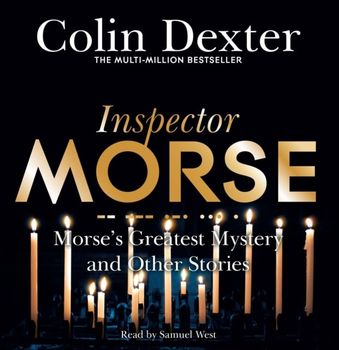 Colin Dexter
THE MULTI-MILLION BESTSELLER
Inspector
MORSE
Morse's Greatest Mystery
and Other Stories
Read by Samuel West